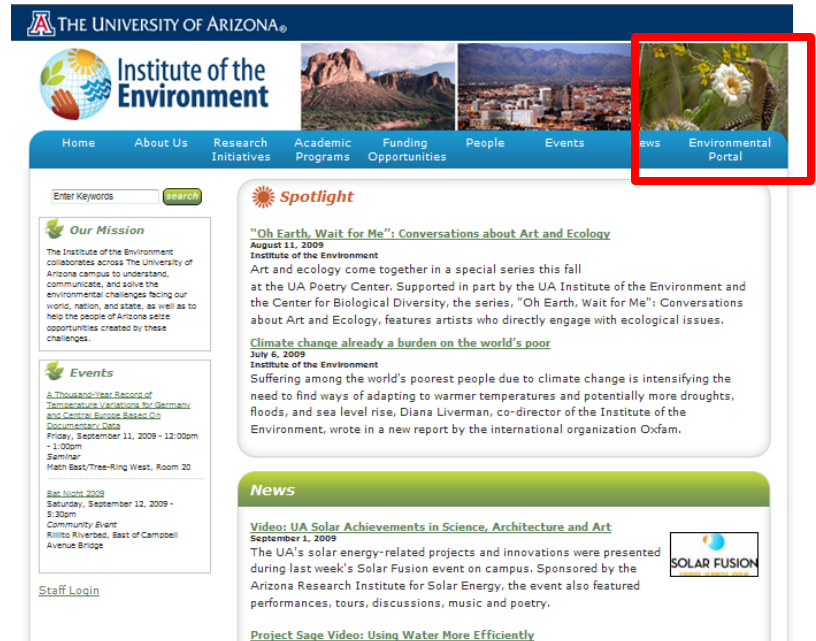 THE UNIVERSITY OF ARIZONA®
Institute of the
Environment
Home About Us Research Initiatives Academic Programs Funding Opportunities People Events ews Environmental Portal
Enter Keywords search
Our Mission
The Institute of the Environment
collaborates across The University of
Arizona campus to understand,
communicate, and solve the
environmental challenges facing our
world, nation, and state, as well as to
help the people of Arizona seize
opportunities created by these
challenges.
Events
A Thousand-Year Record of
Temperature Variations for Germany
and Central Europe Based On
Documentary Data
Friday, September 11, 2009 - 12:00pm
- 1:00pm
Seminar
Math East/Tree-Ring West, Room 20
Bat Night 2009
Saturday, September 12, 2009 -
5:30pm
Community Event
Rillito Riverbed, East of Campbell
Avenue Bridge
Staff Login
Spotlight
"Oh Earth, Wait for Me": Conversations about Art and Ecology
August 11, 2009
Institute of the Environment
Art and ecology come together in a special series this fall
at the UA Poetry Center. Supported in part by the UA Institute of the Environment and
the Center for Biological Diversity, the series, "Oh Earth, Wait for Me": Conversations
about Art and Ecology, features artists who directly engage with ecological issues.
Climate change already a burden on the world's poor
July 6, 2009
Institute of the Environment
Suffering among the world's poorest people due to climate change is intensifying the
need to find ways of adapting to warmer temperatures and potentially more droughts,
floods, and sea level rise, Diana Liverman, co-director of the Institute of the
Environment, wrote in a new report by the international organization Oxfam.
News
Video: UA Solar Achievements in Science, Architecture and Art
September 1, 2009
The UA's solar energy-related projects and innovations were presented
during last week's Solar Fusion event on campus. Sponsored by the
Arizona Research Institute for Solar Energy, the event also featured
performances, tours, discussions, music and poetry.
SOLAR FUSION
Project Sage Video: Using Water More Efficiently